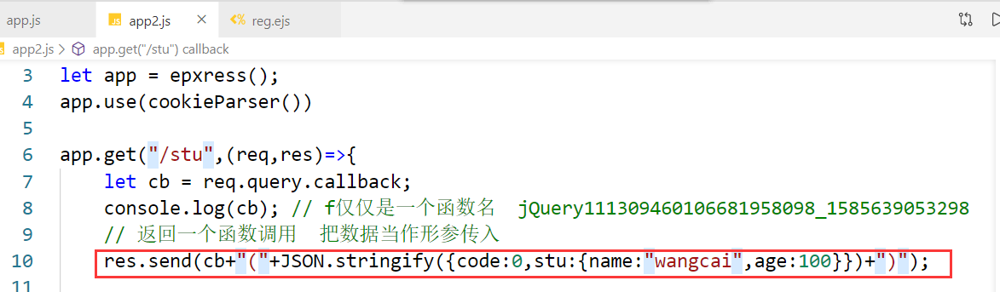 app.js
JS app2.js ×
<% reg.ejs
app2.js > app.get("/stu") callback
3 let app = epxress();
4 app.use(cookieParser())
5
6 app.get("/stu",(req,res)=>{
7 let cb = req.query.callback;
8 console.log(cb); // f仅仅是一个函数名 jQuery111309460106681958098_1585639053298
9 // 返回一个函数调用 把数据当作形参传入
10 res.send(cb+"("+JSON.stringify({code:0,stu:{name:"wangcai",age:100}})+")");
11